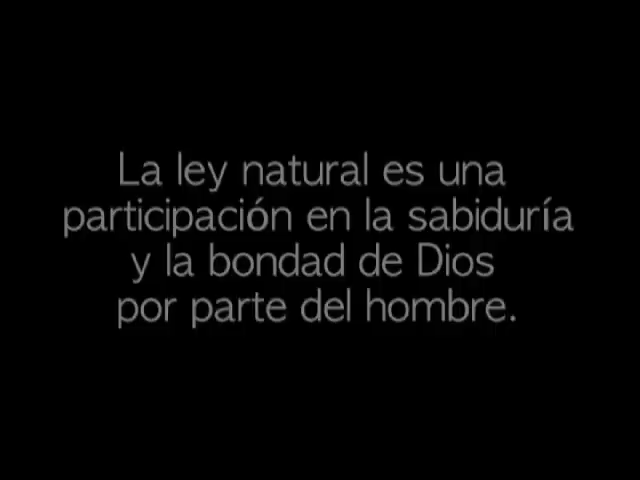 La ley natural es una
participación en la sabiduría
y la bondad de Dios
por parte del hombre.